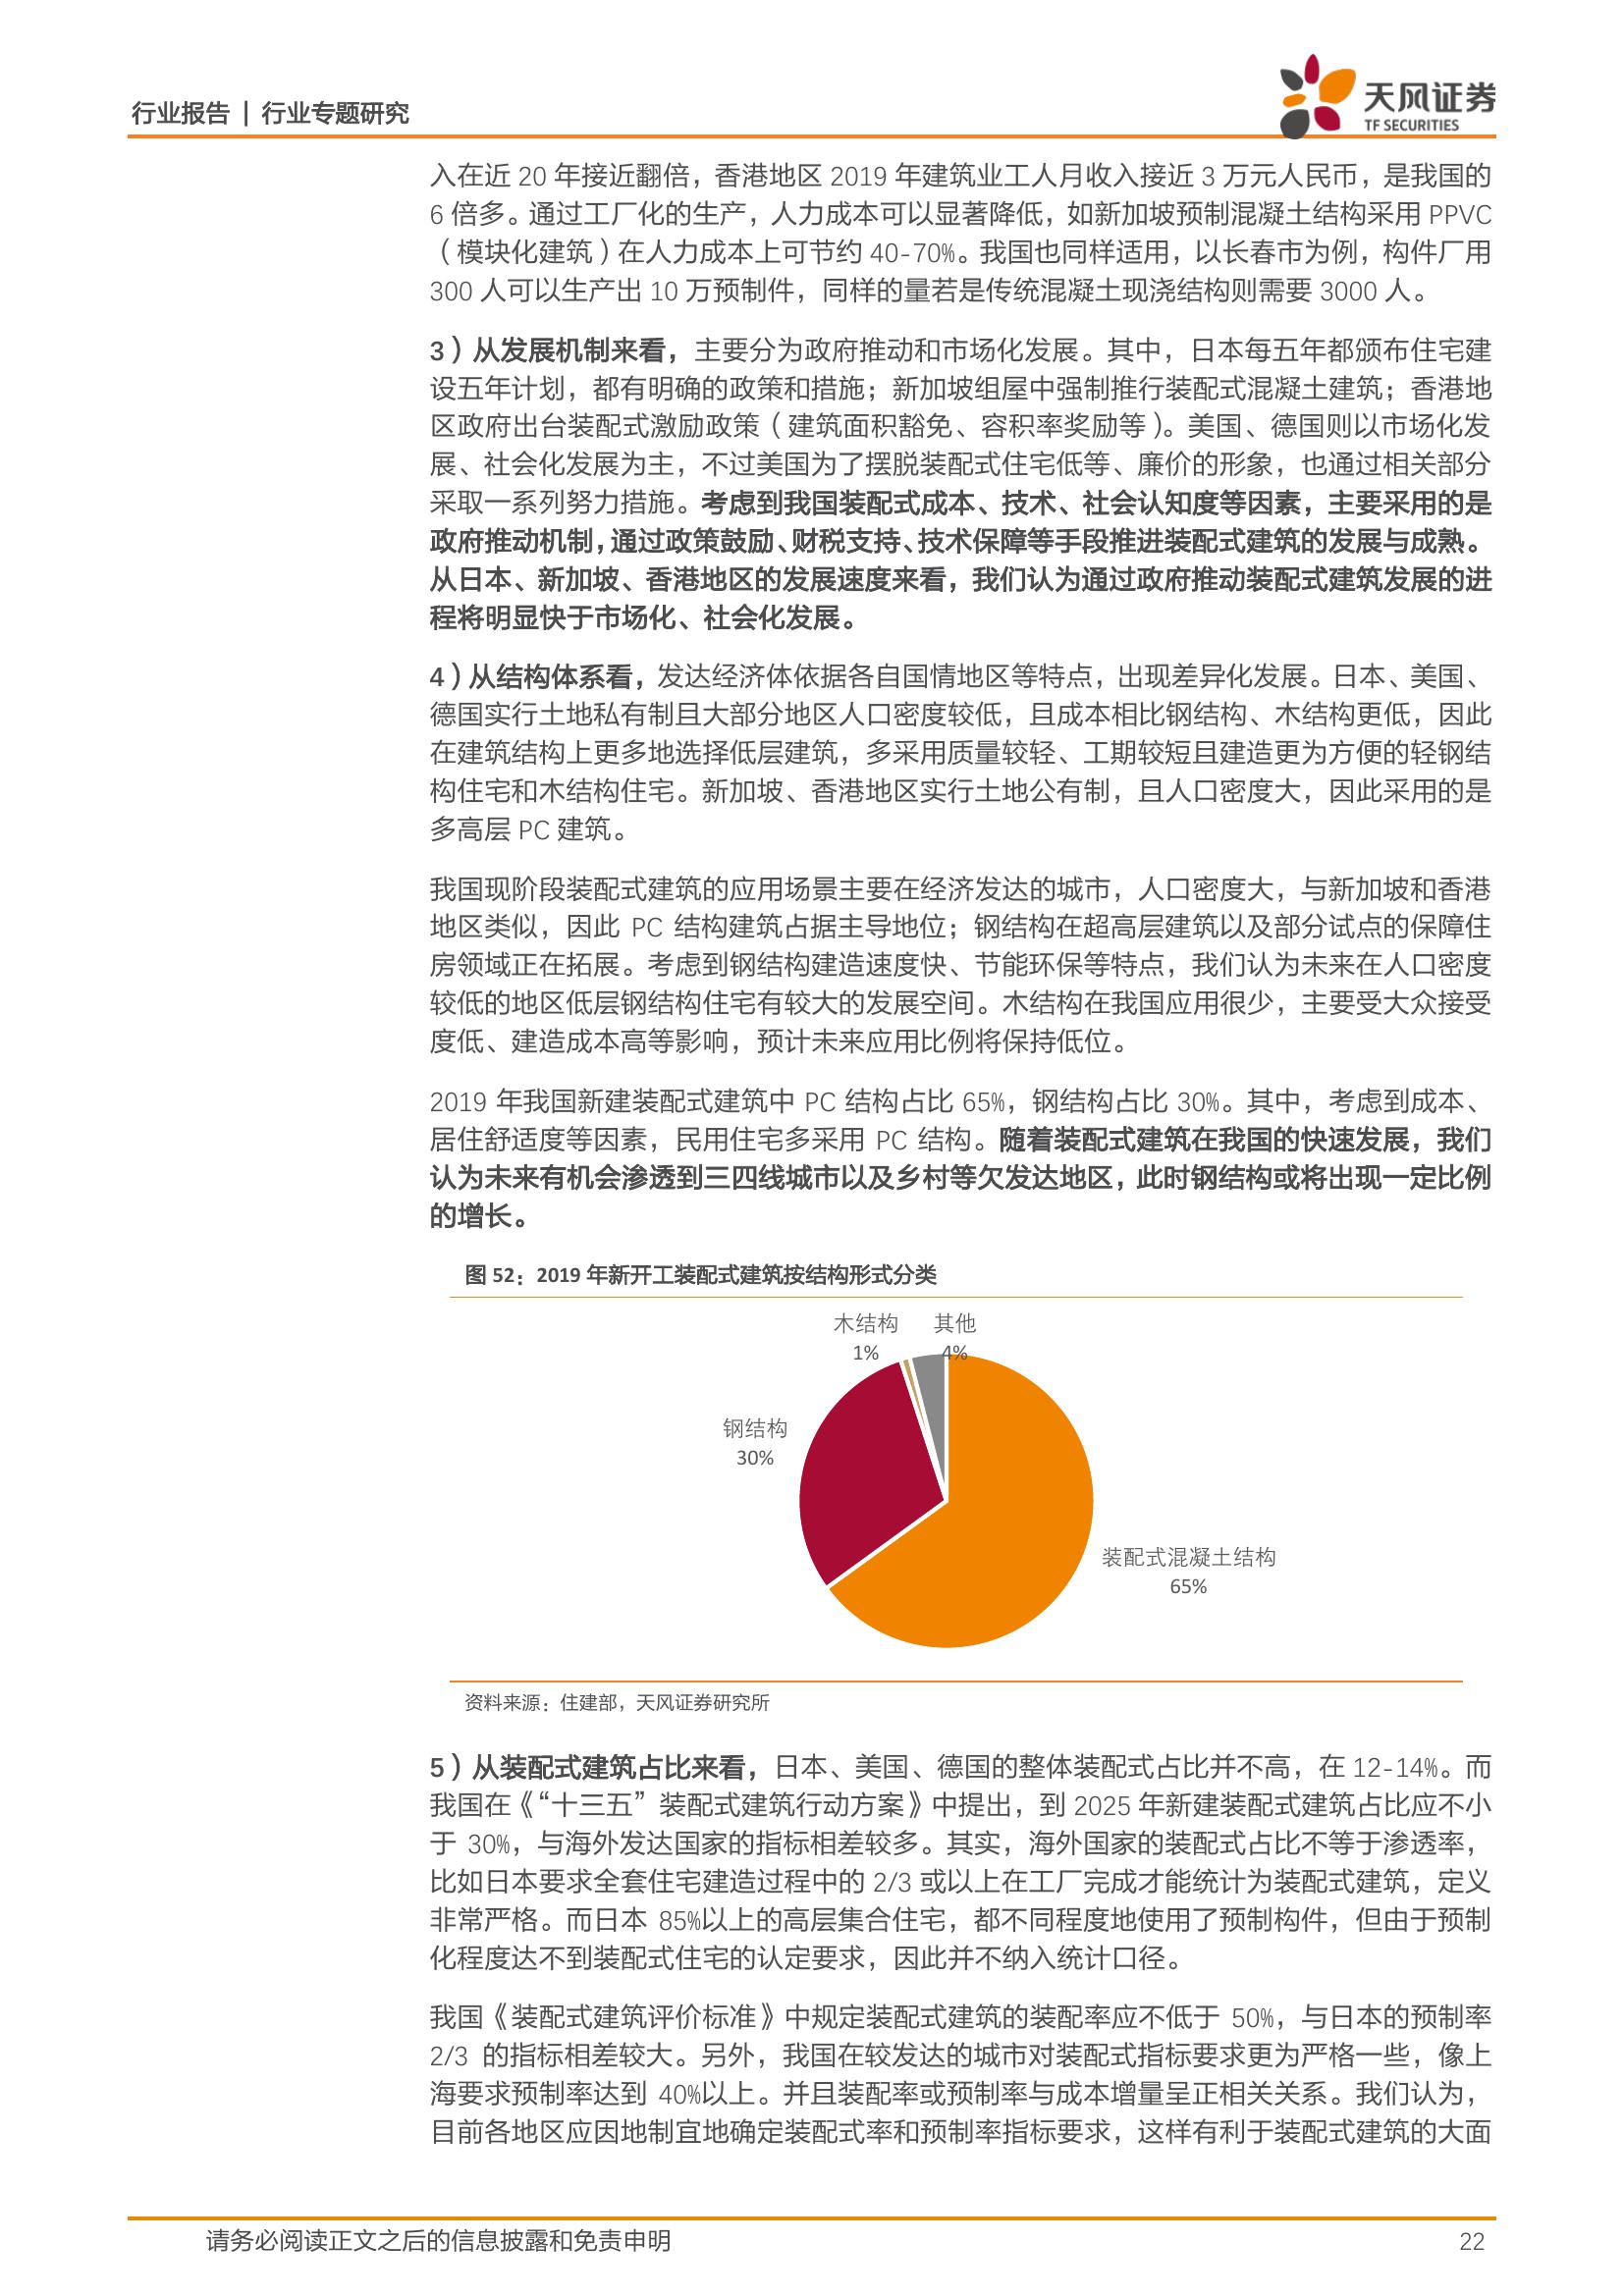 行业报告 | 行业专题研究
天风证券
TF SECURITIES
入在近 20 年接近翻倍，香港地区 2019 年建筑业工人月收入接近 3 万元人民币，是我国的
6 倍多。通过工厂化的生产，人力成本可以显著降低，如新加坡预制混凝土结构采用 PPVC
（模块化建筑）在人力成本上可节约 40-70%。我国也同样适用，以长春市为例，构件厂用
300 人可以生产出 10 万预制件，同样的量若是传统混凝土现浇结构则需要 3000 人。
3）从发展机制来看，主要分为政府推动和市场化发展。其中，日本每五年都颁布住宅建
设五年计划，都有明确的政策和措施；新加坡组屋中强制推行装配式混凝土建筑；香港地
区政府出台装配式激励政策（建筑面积豁免、容积率奖励等）。美国、德国则以市场化发
展、社会化发展为主，不过美国为了摆脱装配式住宅低等、廉价的形象，也通过相关部分
采取一系列努力措施。考虑到我国装配式成本、技术、社会认知度等因素，主要采用的是
政府推动机制，通过政策鼓励、财税支持、技术保障等手段推进装配式建筑的发展与成熟。
从日本、新加坡、香港地区的发展速度来看，我们认为通过政府推动装配式建筑发展的进
程将明显快于市场化、社会化发展。
4）从结构体系看，发达经济体依据各自国情地区等特点，出现差异化发展。日本、美国、
德国实行土地私有制且大部分地区人口密度较低，且成本相比钢结构、木结构更低，因此
在建筑结构上更多地选择低层建筑，多采用质量较轻、工期较短且建造更为方便的轻钢结
构住宅和木结构住宅。新加坡、香港地区实行土地公有制，且人口密度大，因此采用的是
多高层 PC 建筑。
我国现阶段装配式建筑的应用场景主要在经济发达的城市，人口密度大，与新加坡和香港
地区类似，因此 PC 结构建筑占据主导地位；钢结构在超高层建筑以及部分试点的保障住
房领域正在拓展。考虑到钢结构建造速度快、节能环保等特点，我们认为未来在人口密度
较低的地区低层钢结构住宅有较大的发展空间。木结构在我国应用很少，主要受大众接受
度低、建造成本高等影响，预计未来应用比例将保持低位。
2019 年我国新建装配式建筑中 PC 结构占比 65%，钢结构占比 30%。其中，考虑到成本、
居住舒适度等因素，民用住宅多采用 PC 结构。随着装配式建筑在我国的快速发展，我们
认为未来有机会渗透到三四线城市以及乡村等欠发达地区，此时钢结构或将出现一定比例
的增长。
图 52：2019 年新开工装配式建筑按结构形式分类
木结构
1%
其他
4%
钢结构
30%
装配式混凝土结构
65%
资料来源：住建部，天风证券研究所
5）从装配式建筑占比来看，日本、美国、德国的整体装配式占比并不高，在 12-14%。而
我国在《“十三五”装配式建筑行动方案》中提出，到 2025 年新建装配式建筑占比应不小
于 30%，与海外发达国家的指标相差较多。其实，海外国家的装配式占比不等于渗透率，
比如日本要求全套住宅建造过程中的 2/3 或以上在工厂完成才能统计为装配式建筑，定义
非常严格。而日本 85%以上的高层集合住宅，都不同程度地使用了预制构件，但由于预制
化程度达不到装配式住宅的认定要求，因此并不纳入统计口径。
我国《装配式建筑评价标准》中规定装配式建筑的装配率应不低于 50%，与日本的预制率
2/3 的指标相差较大。另外，我国在较发达的城市对装配式指标要求更为严格一些，像上
海要求预制率达到 40%以上。并且装配率或预制率与成本增量呈正相关关系。我们认为，
目前各地区应因地制宜地确定装配式率和预制率指标要求，这样有利于装配式建筑的大面
请务必阅读正文之后的信息披露和免责申明
22